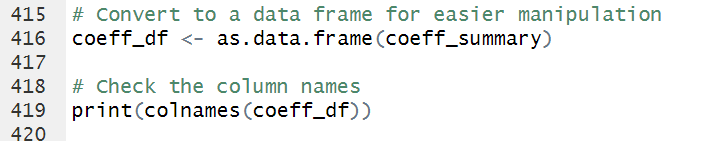 415 # Convert to a data frame for easier manipulation
416 coeff_df <- as.data.frame(coeff_summary)
417
418 # Check the column names
419 print(colnames(coeff_df))
420